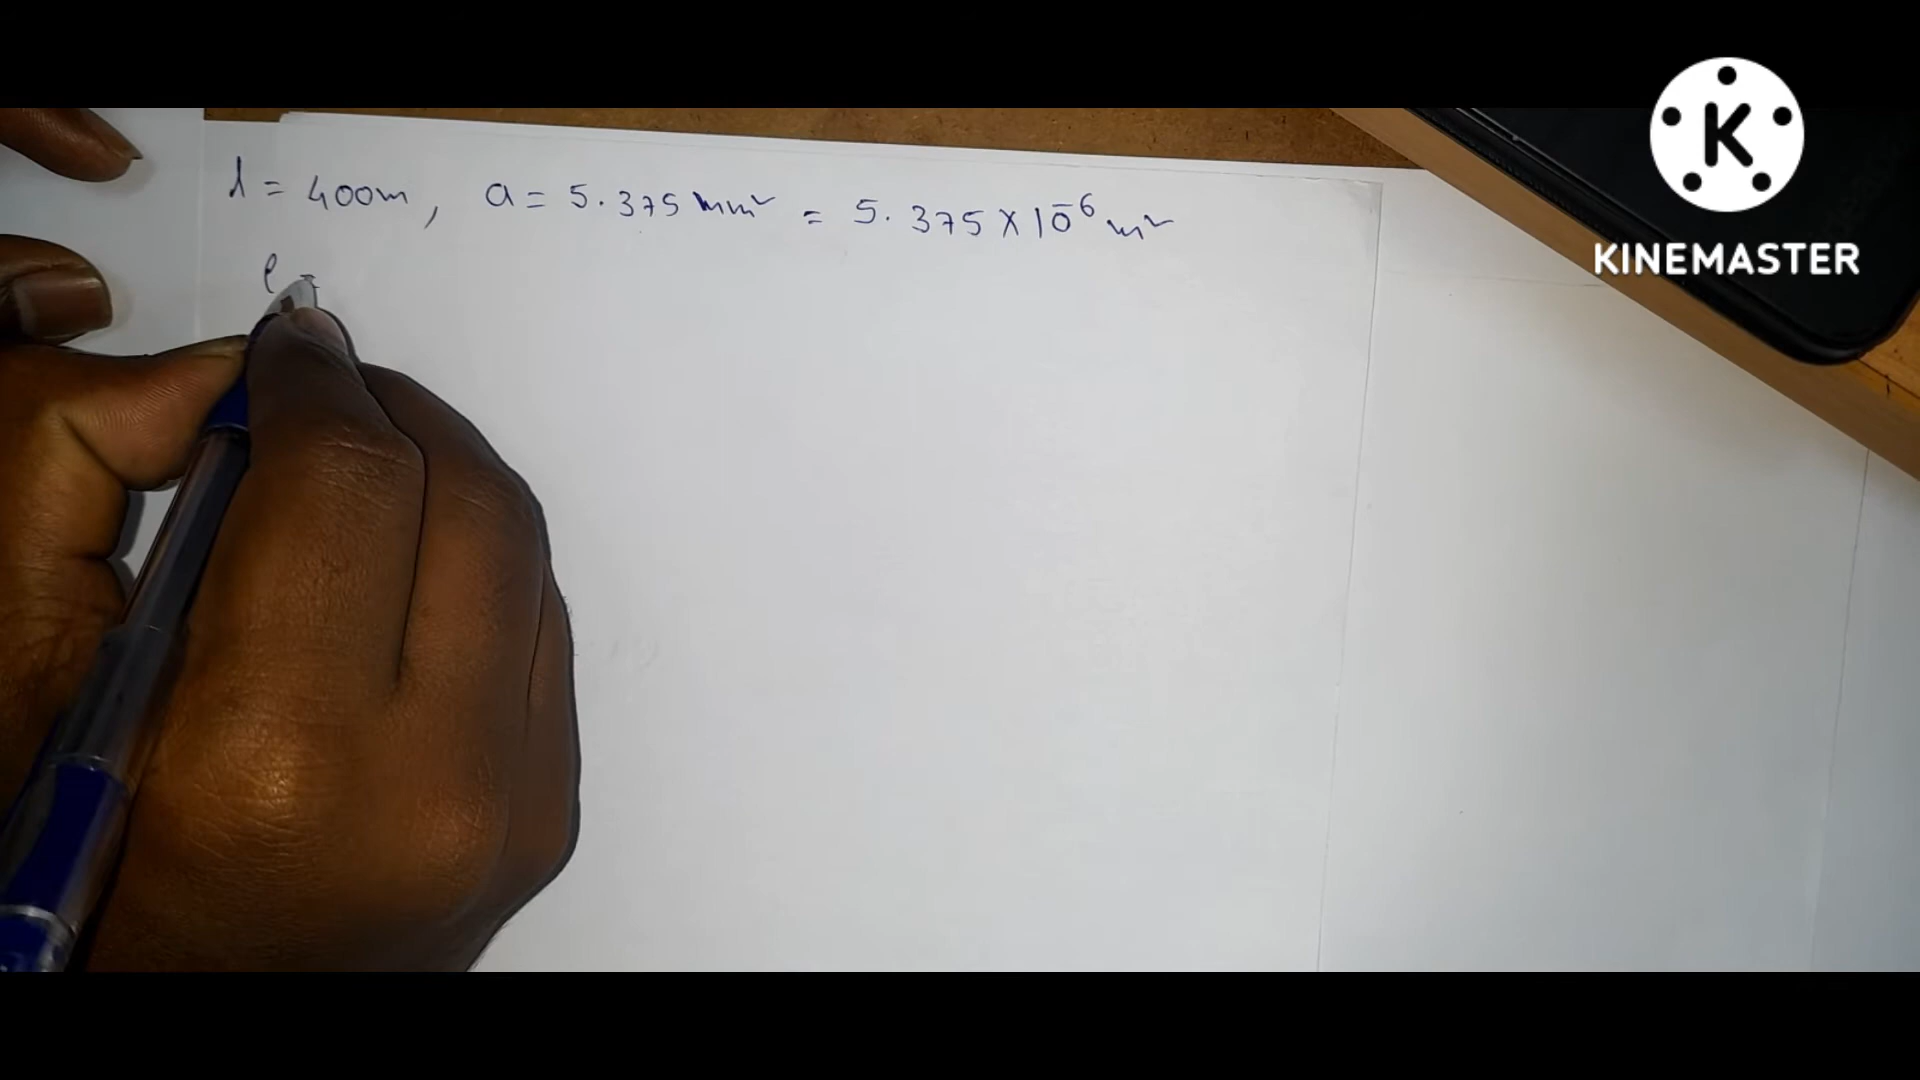 l = 400m, a = 5.375 mm² = 5.375 × 10⁻⁶ m²
ρ =
K
KINEMASTER